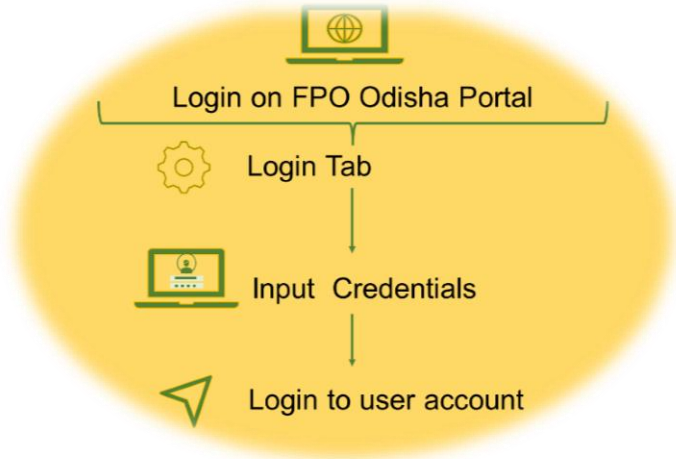 Login on FPO Odisha Portal
Login Tab
Input Credentials
Login to user account